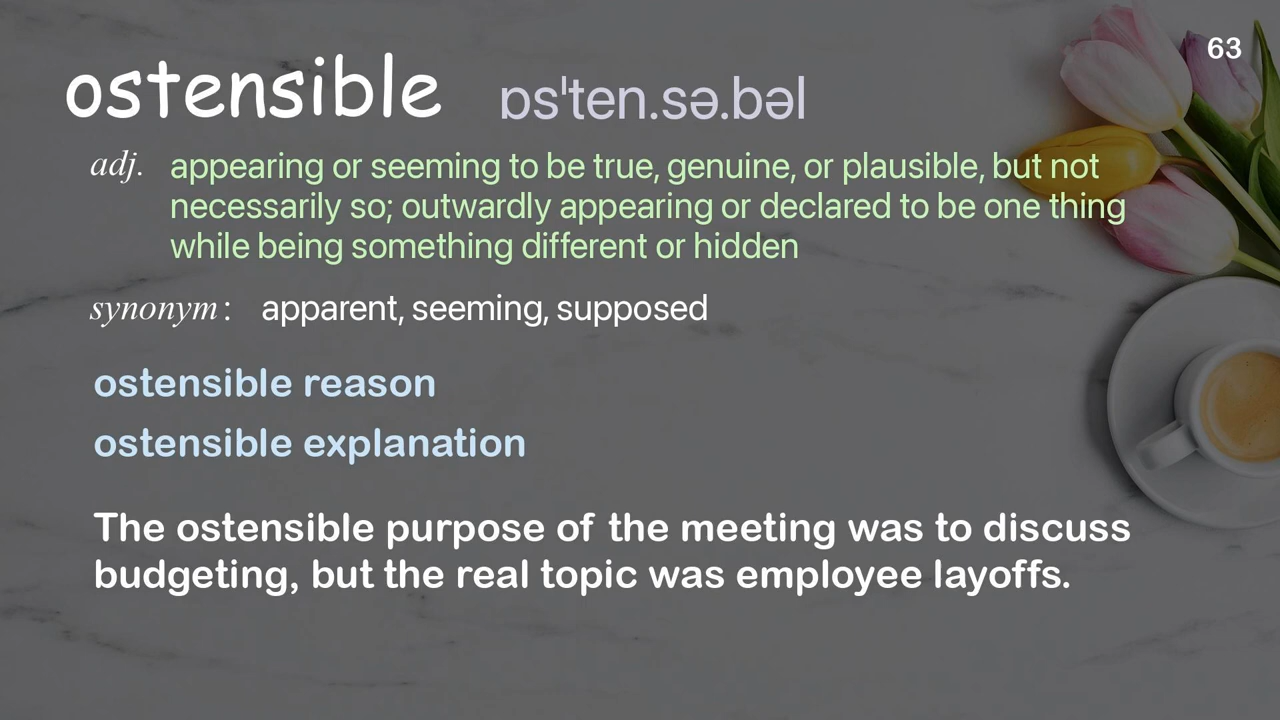 63
ostensible ɒsˈten.sə.bəl
adj. appearing or seeming to be true, genuine, or plausible, but not
necessarily so; outwardly appearing or declared to be one thing
while being something different or hidden
synonym: apparent, seeming, supposed
ostensible reason
ostensible explanation
The ostensible purpose of the meeting was to discuss
budgeting, but the real topic was employee layoffs.